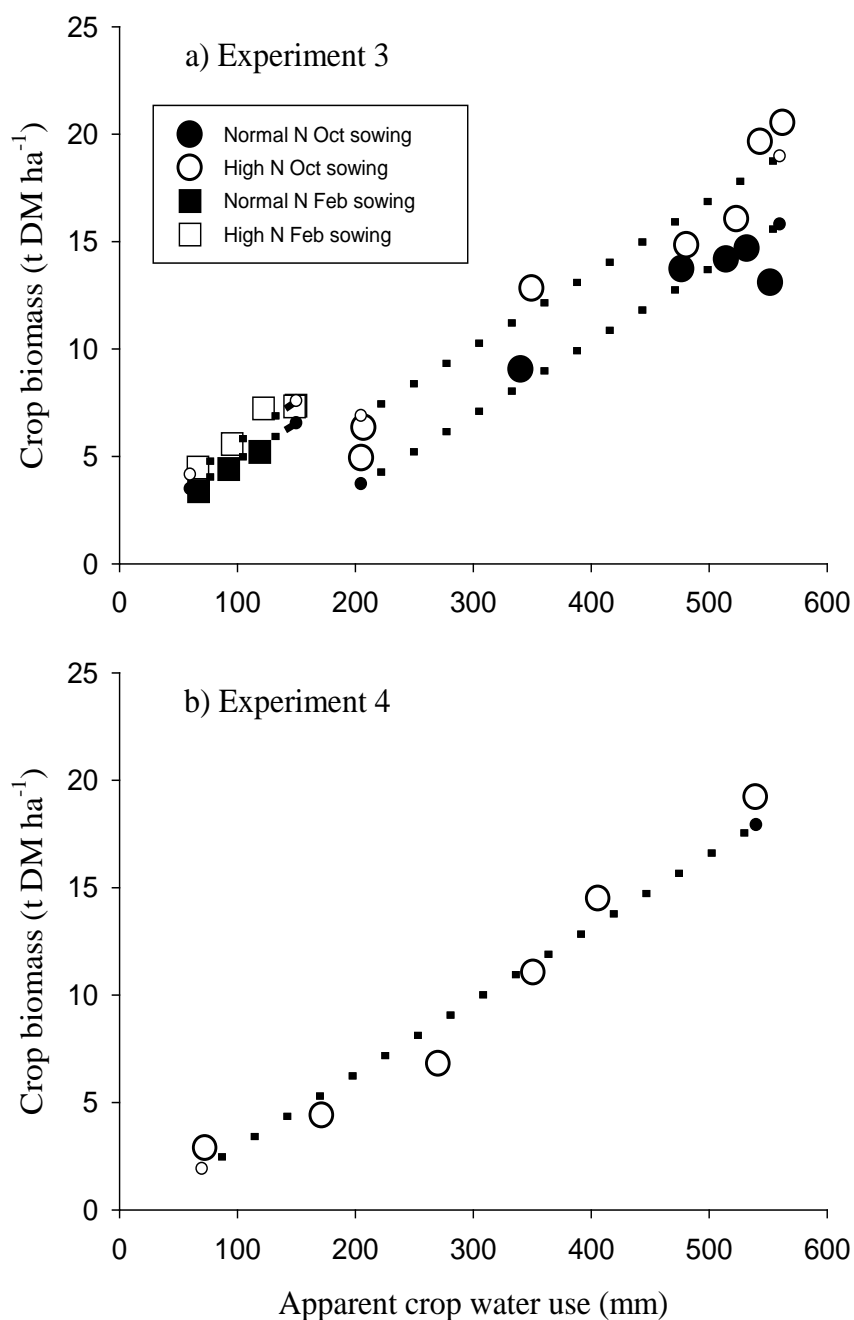 a) Experiment 3
Normal N Oct sowing
High N Oct sowing
Normal N Feb sowing
High N Feb sowing
Crop biomass (t DM ha⁻¹)
25
20
15
10
5
0
0 100 200 300 400 500 600
b) Experiment 4
Crop biomass (t DM ha⁻¹)
25
20
15
10
5
0
0 100 200 300 400 500 600
Apparent crop water use (mm)